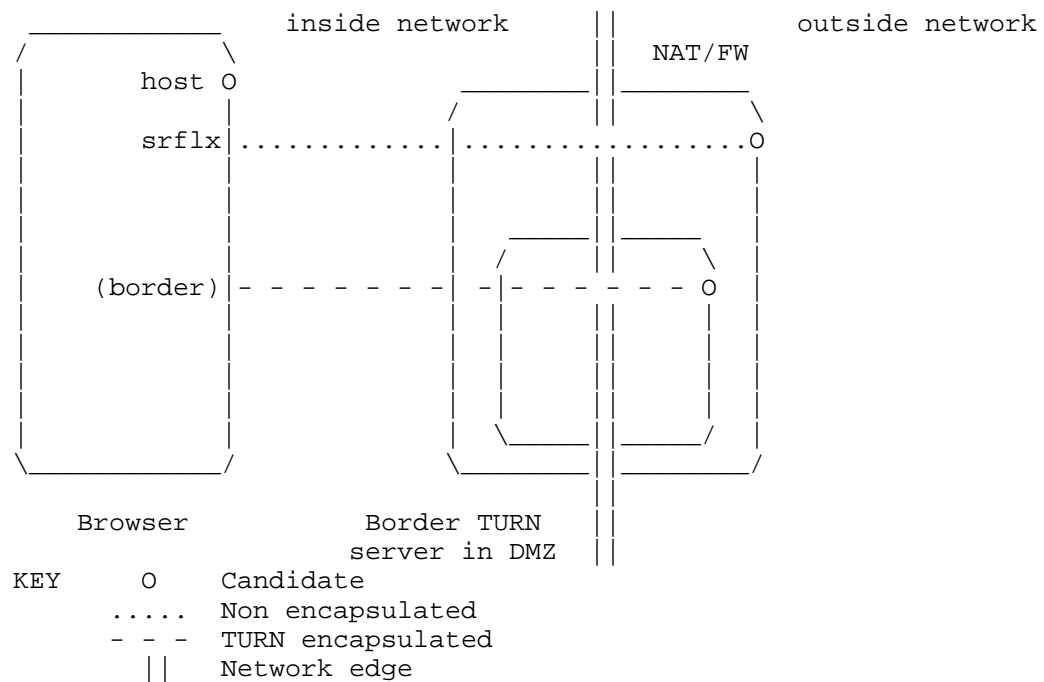 inside network outside network
NAT/FW
host O
srflx O
(border) O
Browser Border TURN
server in DMZ
KEY O Candidate
..... Non encapsulated
- - - TURN encapsulated
|| Network edge